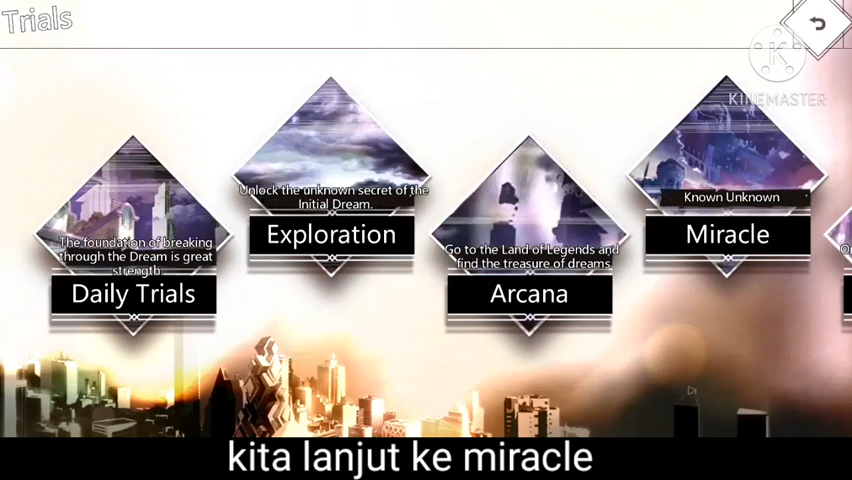 Trials
KINEMASTER
Unlock the unknown secret of the
Initial Dream.
Exploration
Known Unknown
Miracle
The foundation of breaking
through the Dream is great
strength.
Daily Trials
Go to the Land of Legends and
find the treasure of dreams
Arcana
kita lanjut ke miracle